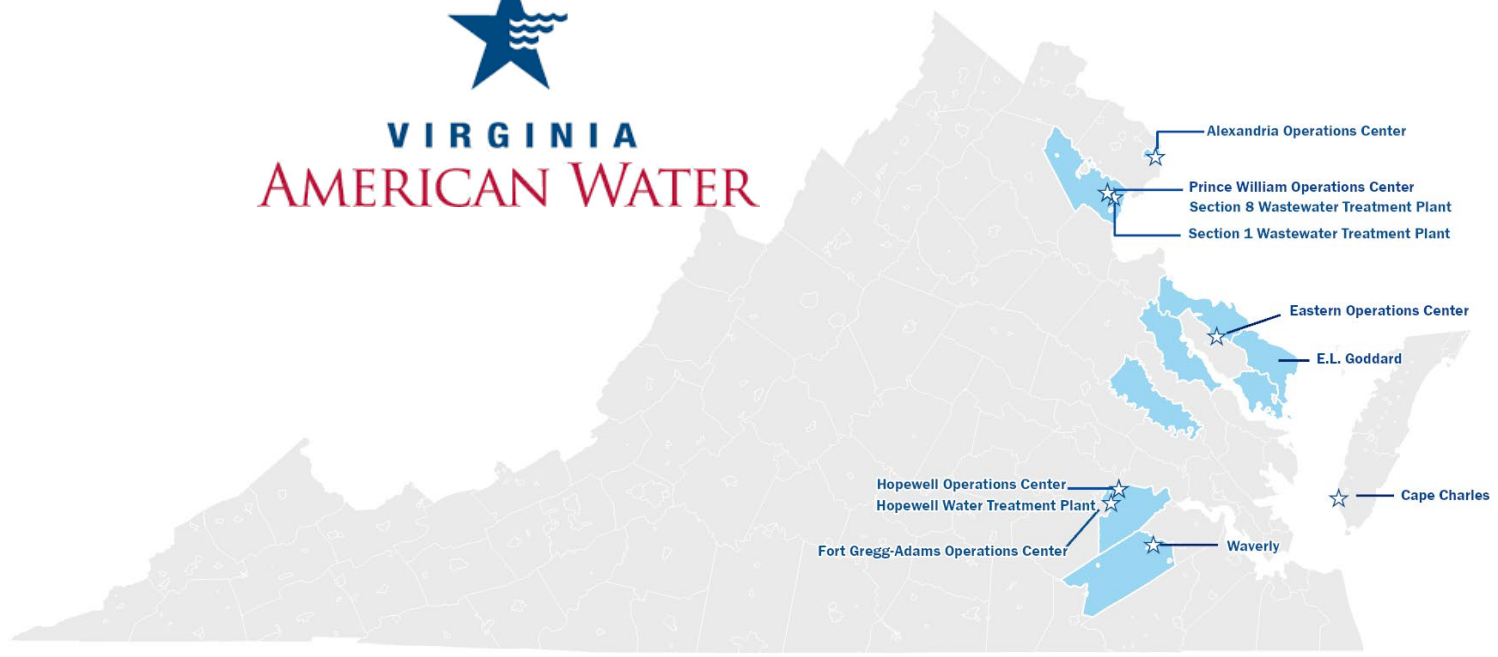 VIRGINIA
AMERICAN WATER
Alexandria Operations Center
Prince William Operations Center
Section 8 Wastewater Treatment Plant
Section 1 Wastewater Treatment Plant
Eastern Operations Center
E.L. Goddard
Hopewell Operations Center
Hopewell Water Treatment Plant
Cape Charles
Fort Gregg-Adams Operations Center
Waverly